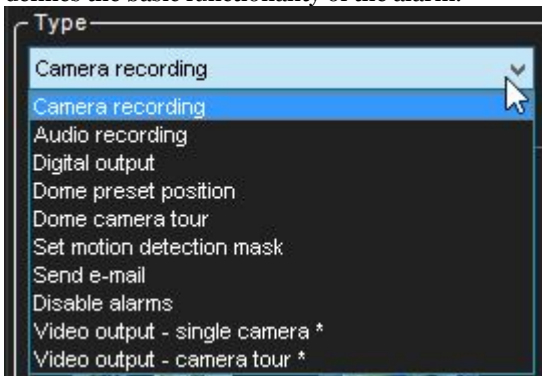 defines the basic functionality of the alarm.
Type
Camera recording
Camera recording
Audio recording
Digital output
Dome preset position
Dome camera tour
Set motion detection mask
Send e-mail
Disable alarms
Video output - single camera *
Video output - camera tour *